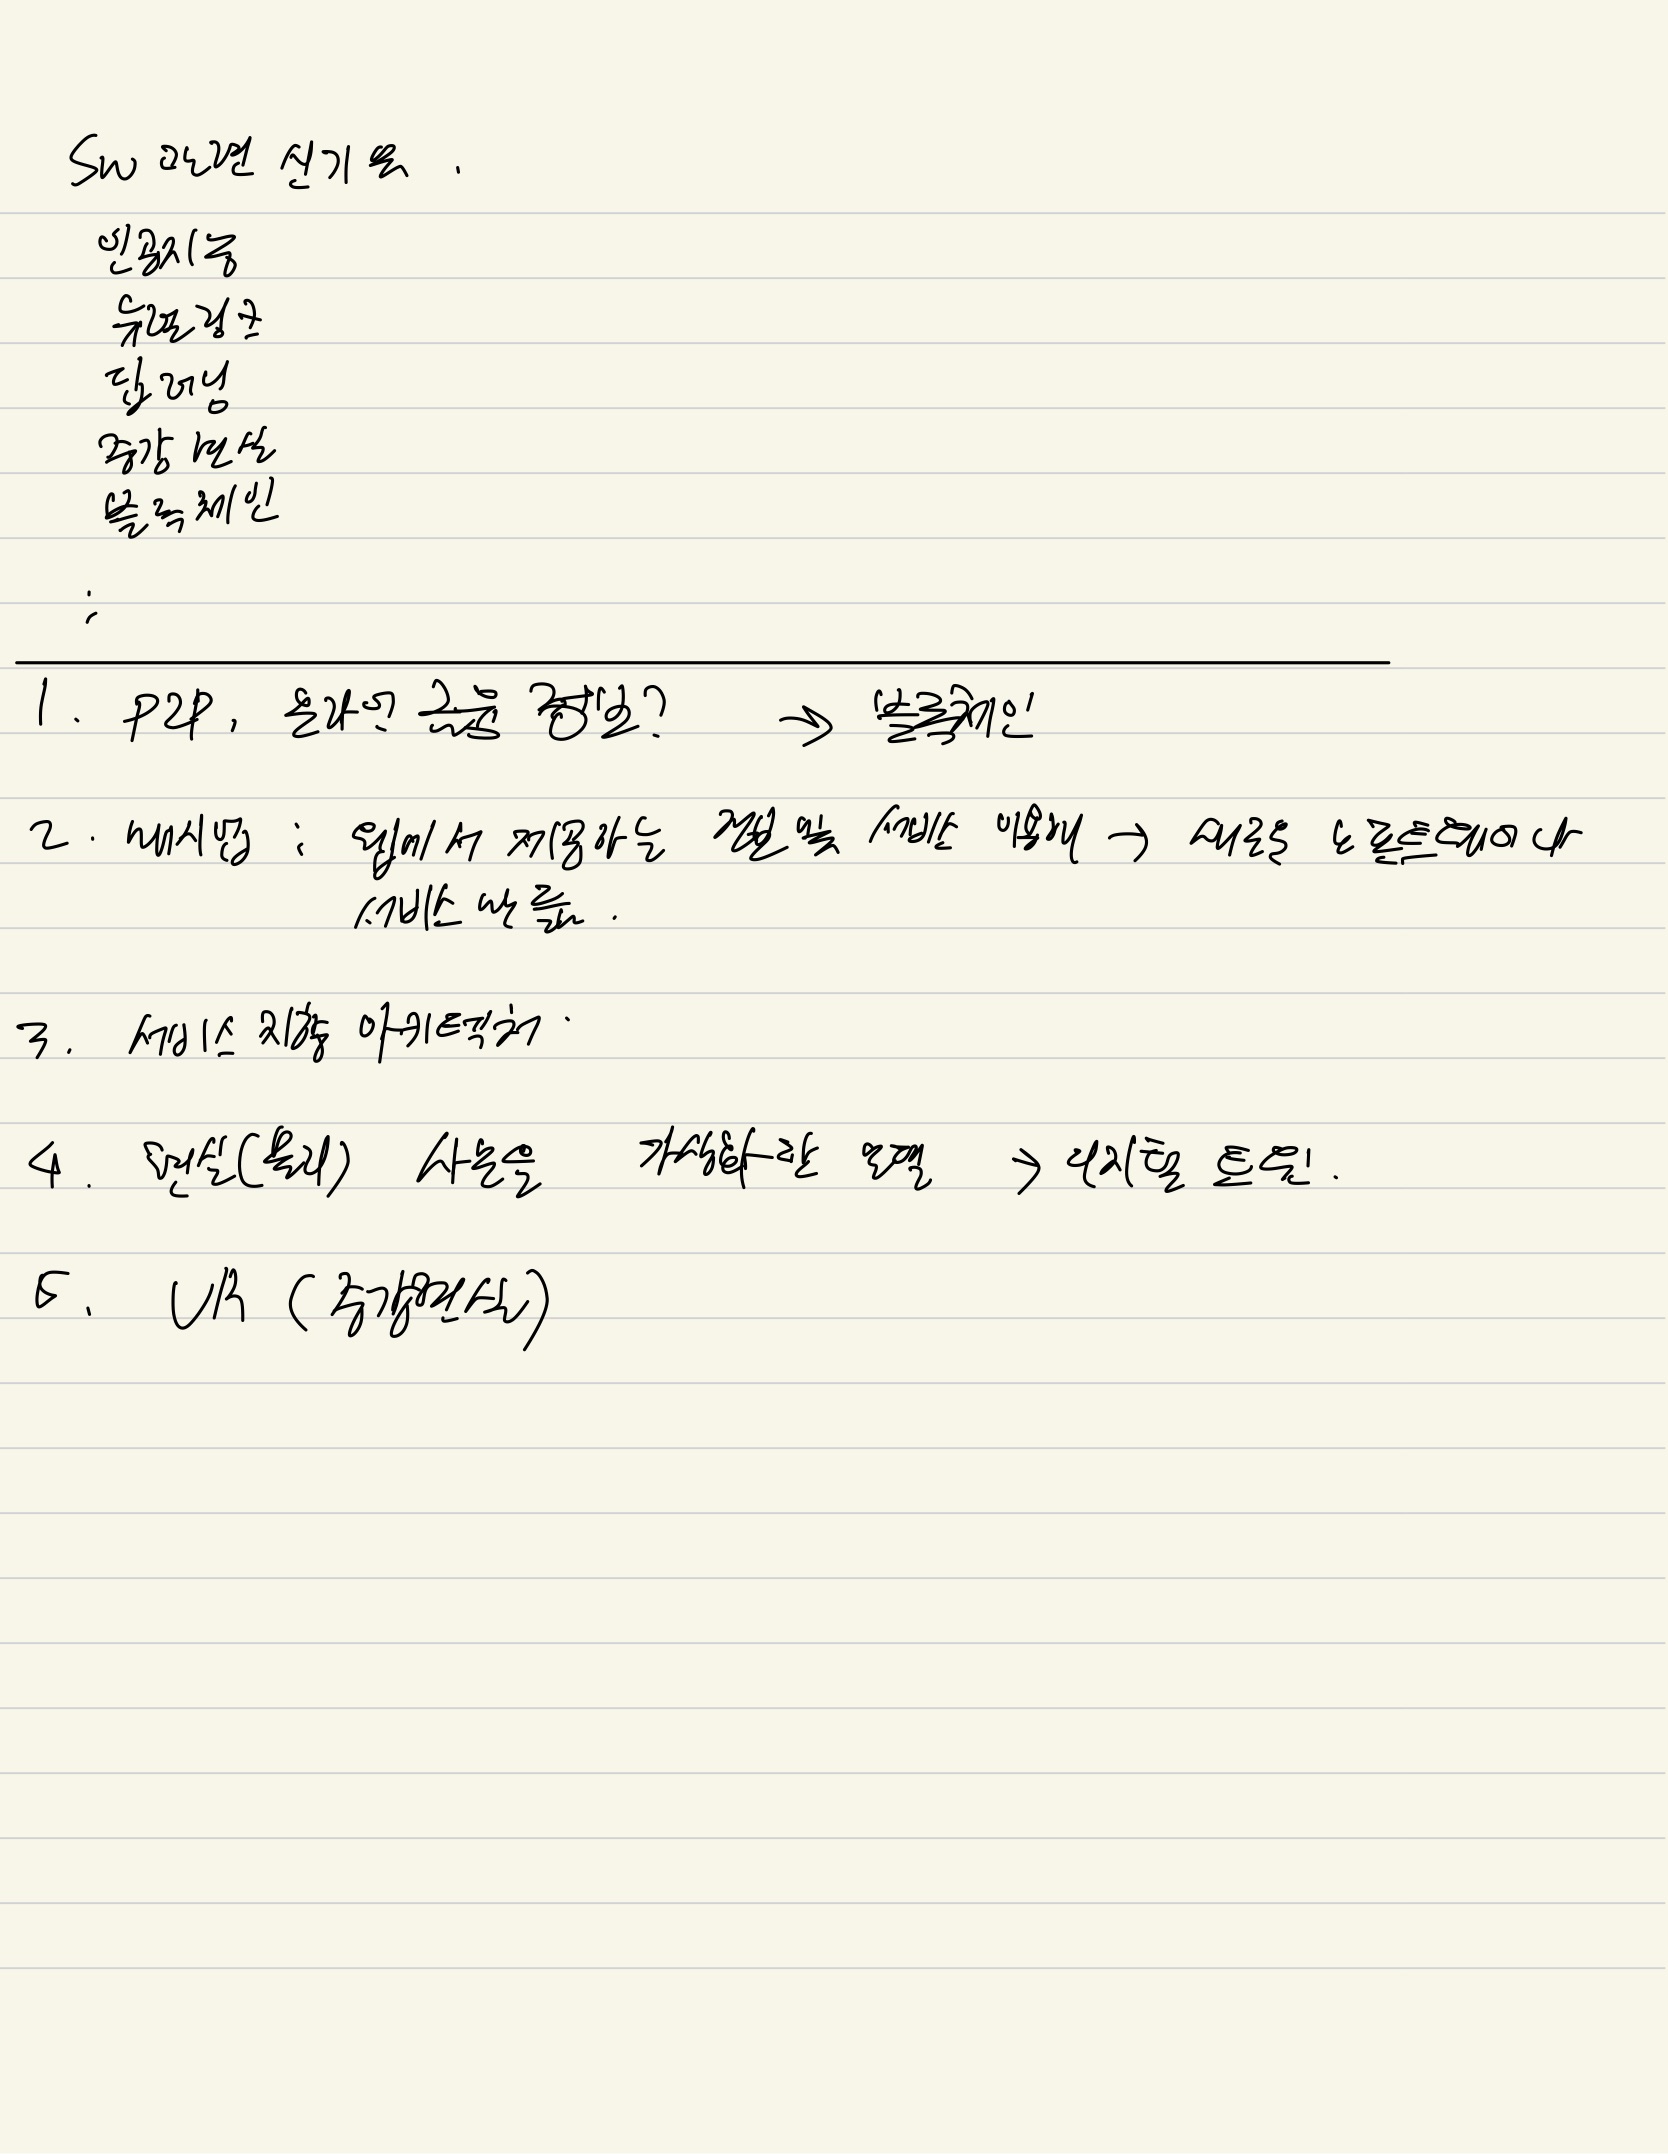 SW 관련 신기술.
인공지능
뉴럴링크
딥러닝
증강현실
블록체인
:
1. P2P, 온라인 금융 정보? → 블록체인
2. 매시업 : 웹에서 제공하는 정보 및 서비스 이용해 → 새로운 소프트웨어나
서비스 만듦.
3. 서비스 지향 아키텍처.
4. 현실(물리) 사물을 가상화한 모델 → 디지털 트윈.
5. VR (증강현실)